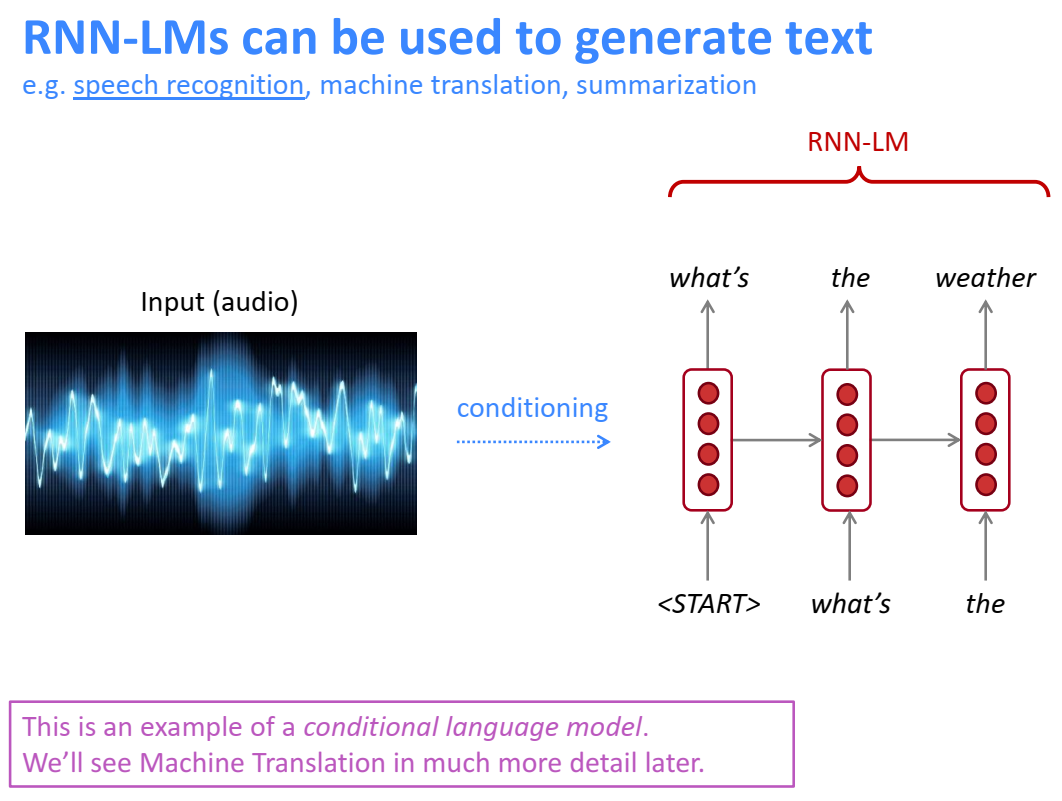 RNN-LMs can be used to generate text
e.g. speech recognition, machine translation, summarization
RNN-LM
what’s the weather
Input (audio)
conditioning
<START> what’s the
This is an example of a conditional language model.
We’ll see Machine Translation in much more detail later.